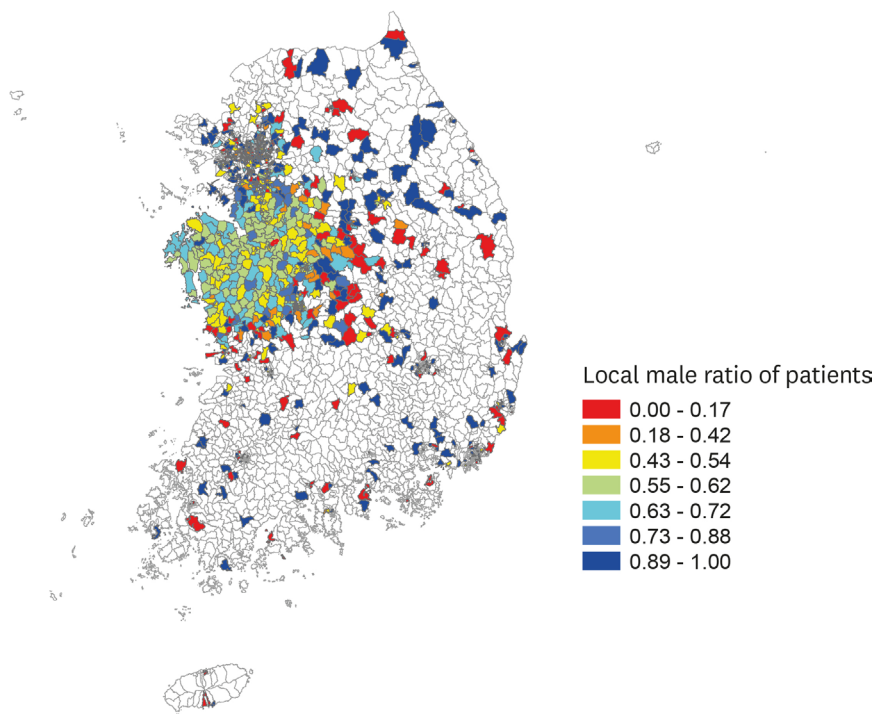 Local male ratio of patients
0.00 - 0.17
0.18 - 0.42
0.43 - 0.54
0.55 - 0.62
0.63 - 0.72
0.73 - 0.88
0.89 - 1.00